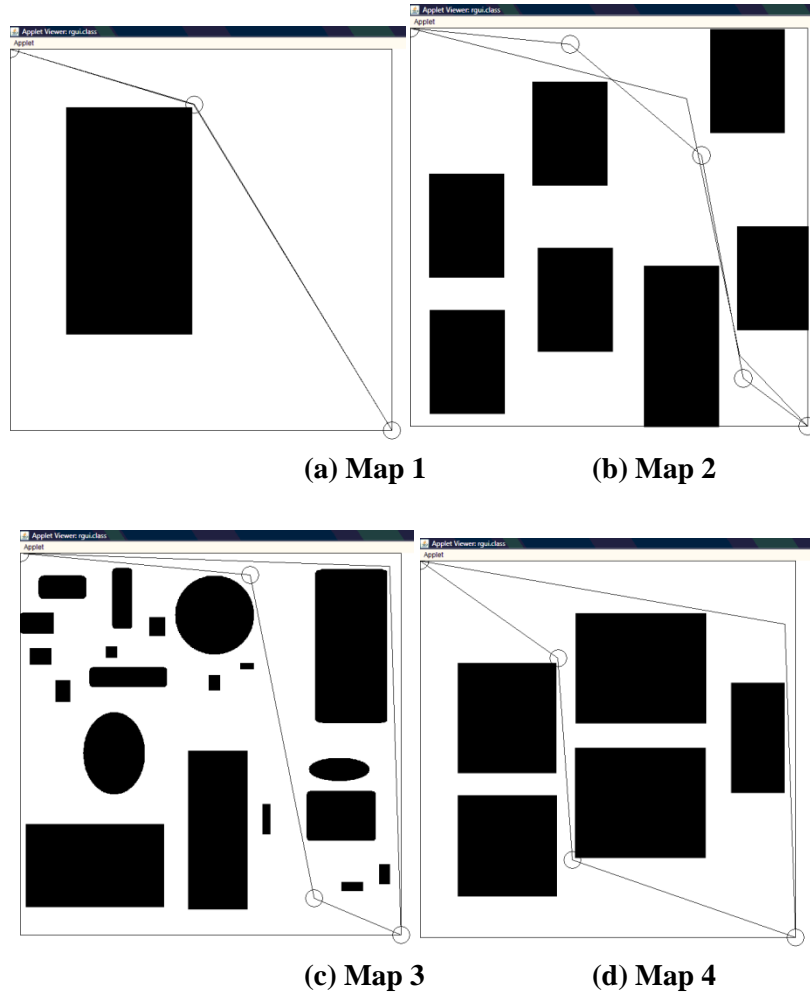 Applet Viewer: rgui.class
Applet
Applet Viewer: rgui.class
Applet
(a) Map 1
(b) Map 2
Applet Viewer: rgui.class
Applet
Applet Viewer: rgui.class
Applet
(c) Map 3
(d) Map 4